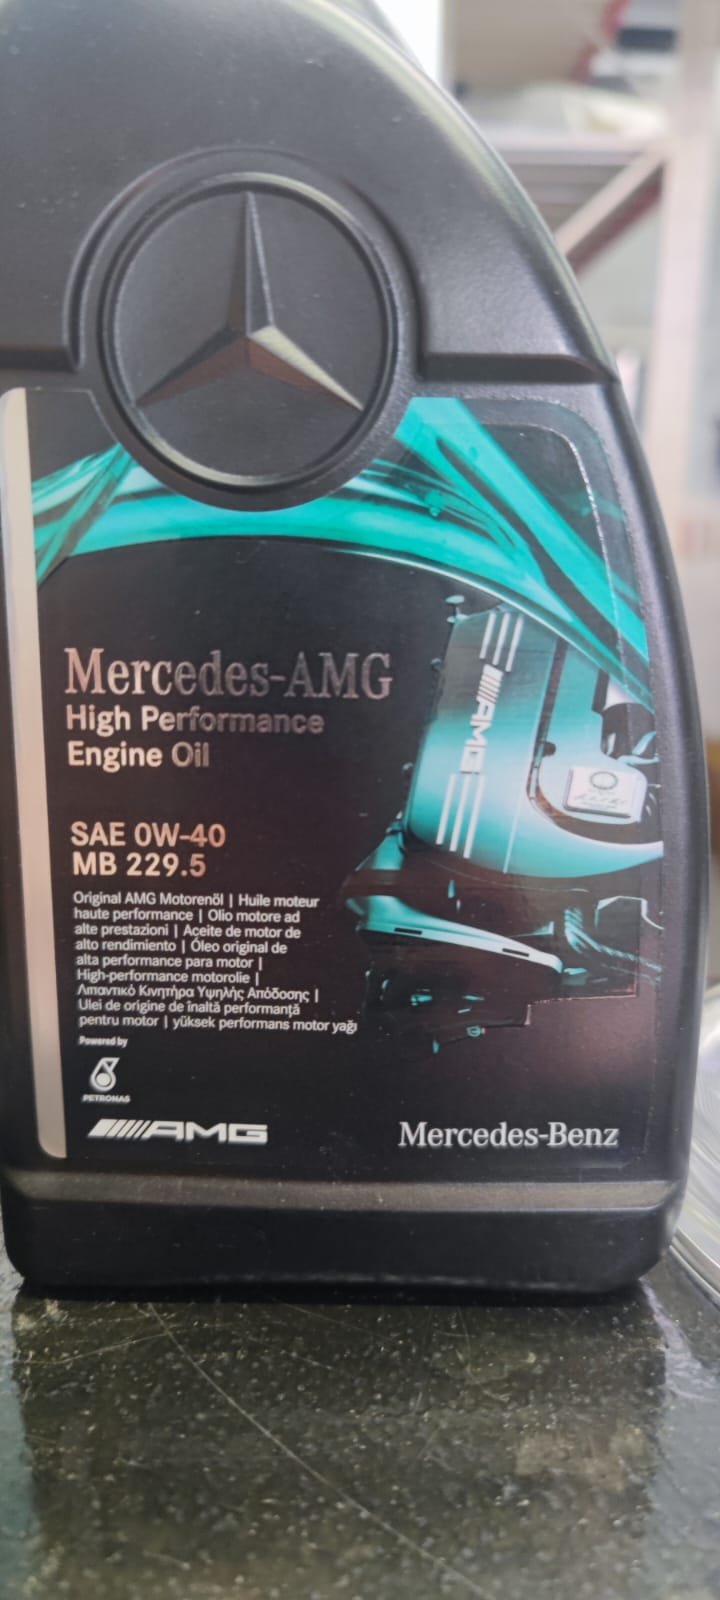 Mercedes-AMG
High Performance
Engine Oil
SAE 0W-40
MB 229.5
Original AMG Motorenöl | Huile moteur
haute performance | Olio motore ad
alte prestazioni | Aceite de motor de
alto rendimiento | Óleo original de
alta performance para motor |
High-performance motorolie |
Λιπαντικό Κινητήρα Υψηλής Απόδοσης |
Ulei de origine de înaltă performanță
pentru motor | yüksek performans motor yağı
Powered by
PETRONAS
AMG
Mercedes-Benz
AMG